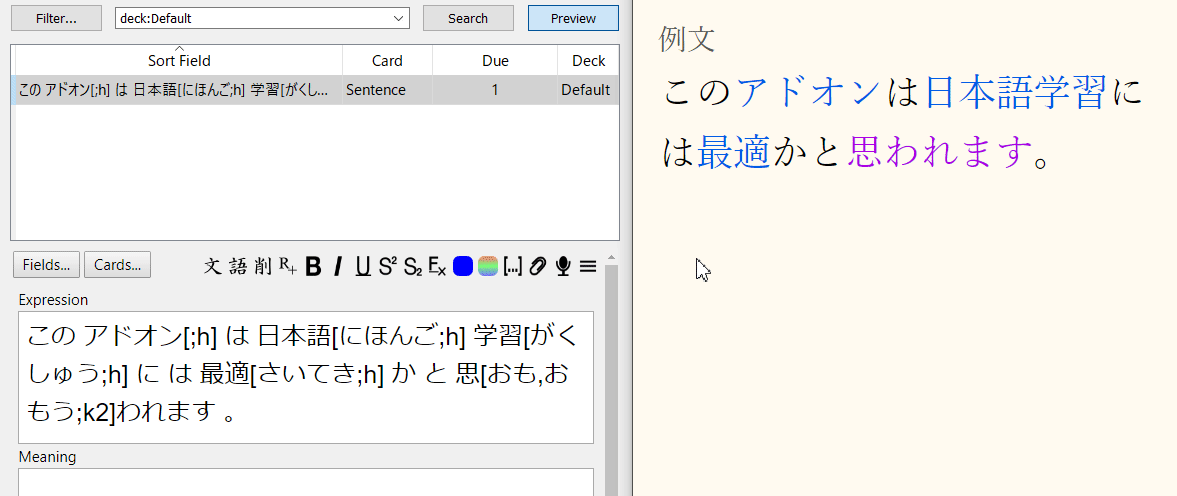 Filter...
deck:Default
Search
Preview
Sort Field
Card
Due
Deck
この アドオン[;h] は 日本語[にほんご;h] 学習[がくし...
Sentence
1
Default
Fields...
Cards...
文 語 削 R+ B I U S² S₂ Ex [...]
Expression
この アドオン[;h] は 日本語[にほんご;h] 学習[がく
しゅう;h] に は 最適[さいてき;h] か と 思[おも,お
もう;k2]われます 。
Meaning
例文
このアドオンは日本語学習に
は最適かと思われます。